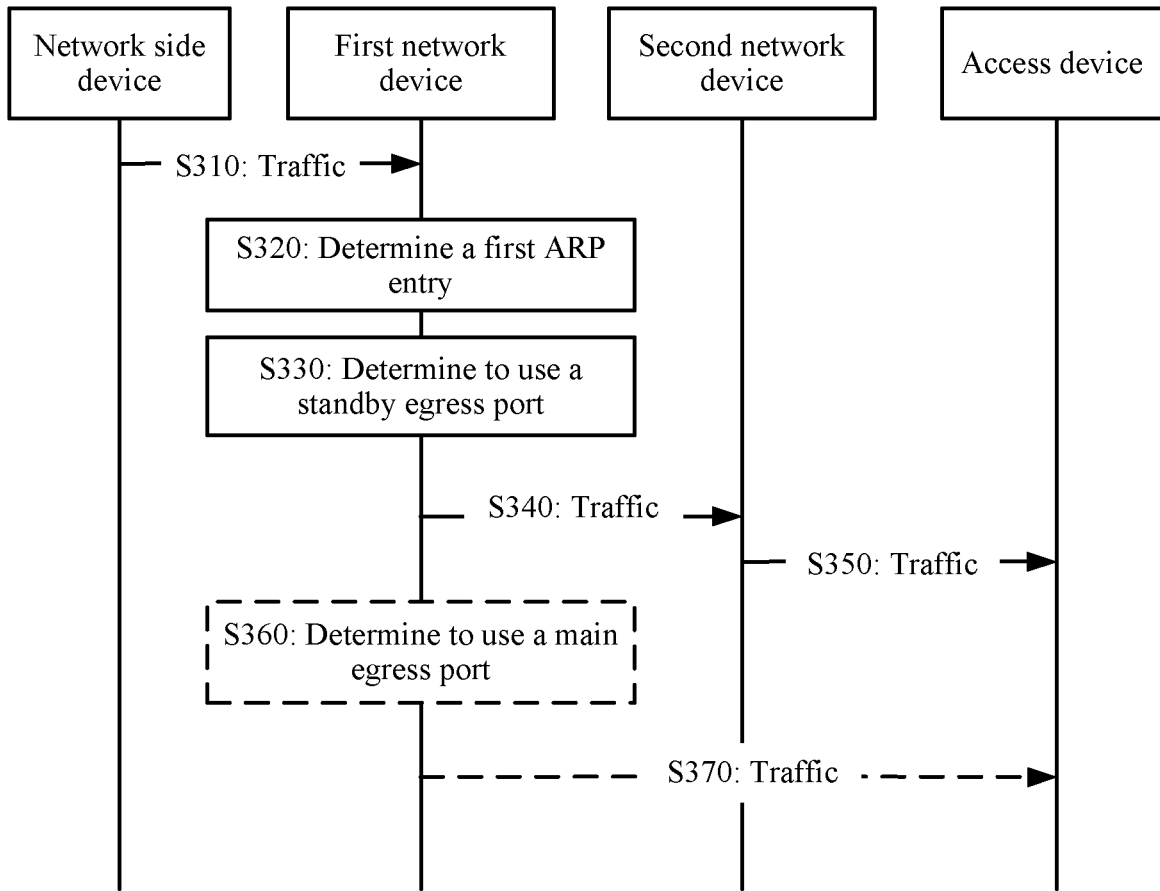 Network side
device
First network
device
Second network
device
Access device
S310: Traffic
S320: Determine a first ARP
entry
S330: Determine to use a
standby egress port
S340: Traffic
S350: Traffic
S360: Determine to use a main
egress port
S370: Traffic